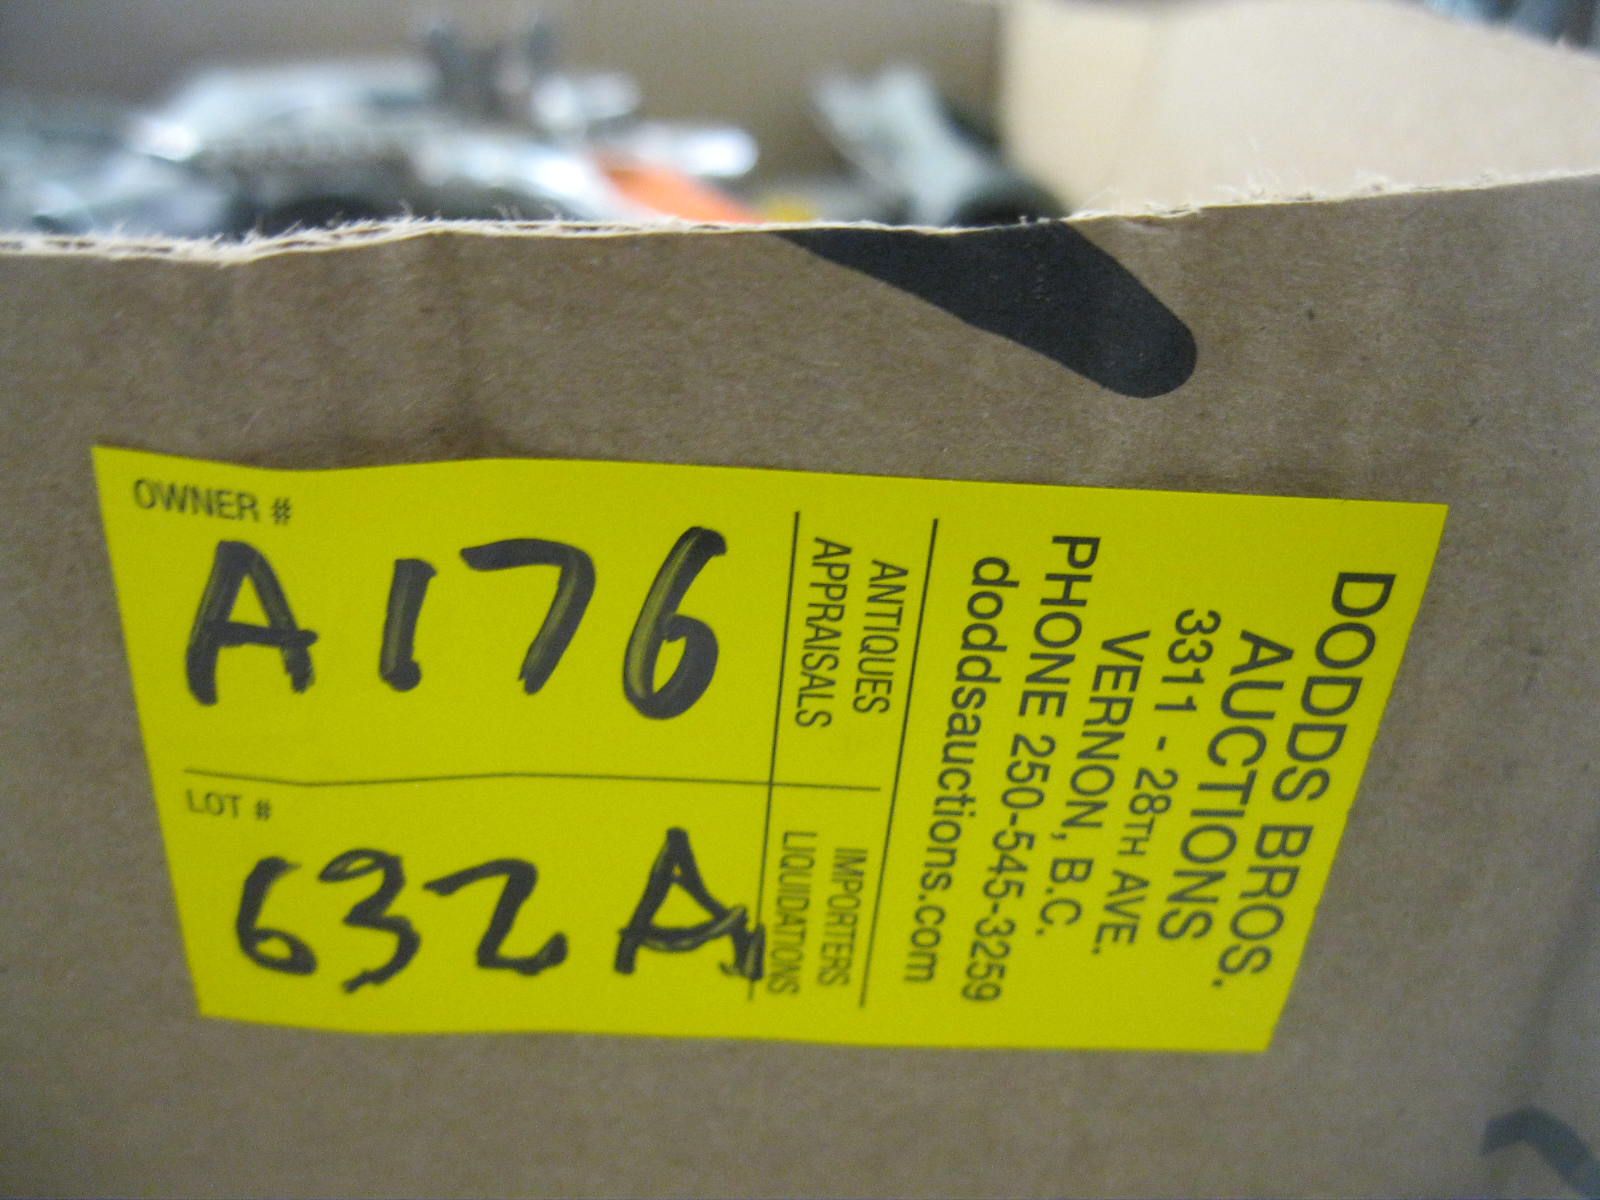 OWNER #
A176
LOT #
632A
ANTIQUES
APPRAISALS
IMPORTERS
LIQUIDATIONS
DODDS BROS.
AUCTIONS
3311 - 28TH AVE.
VERNON, B.C.
PHONE 250-545-3259
doddsauctions.com